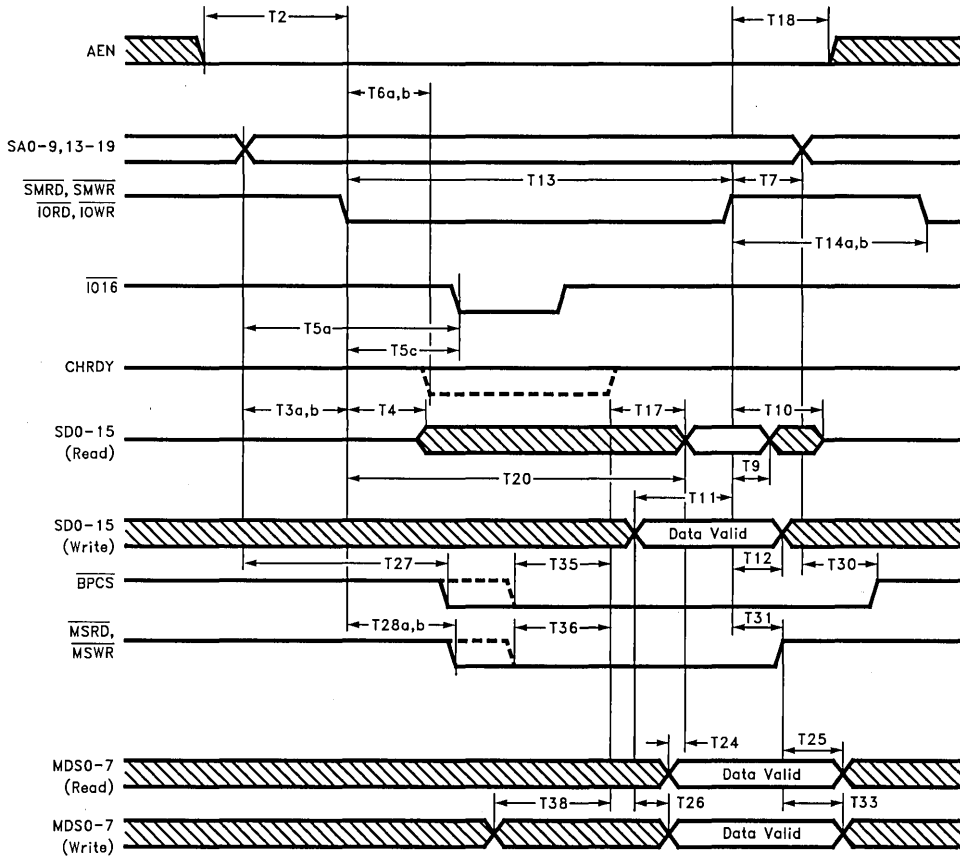 T2
T18
AEN
T6a,b
SA0-9,13-19
T13
T7
SMRD, SMWR
IORD, IOWR
T14a,b
IO16
T5a
T5c
CHRDY
T3a,b
T4
T17
T10
SD0-15
(Read)
T9
T20
T11
SD0-15
(Write)
Data Valid
T27
T35
T12
T30
BPCS
T28a,b
T36
T31
MSRD,
MSWR
T24
T25
MDS0-7
(Read)
Data Valid
T38
T26
T33
MDS0-7
(Write)
Data Valid